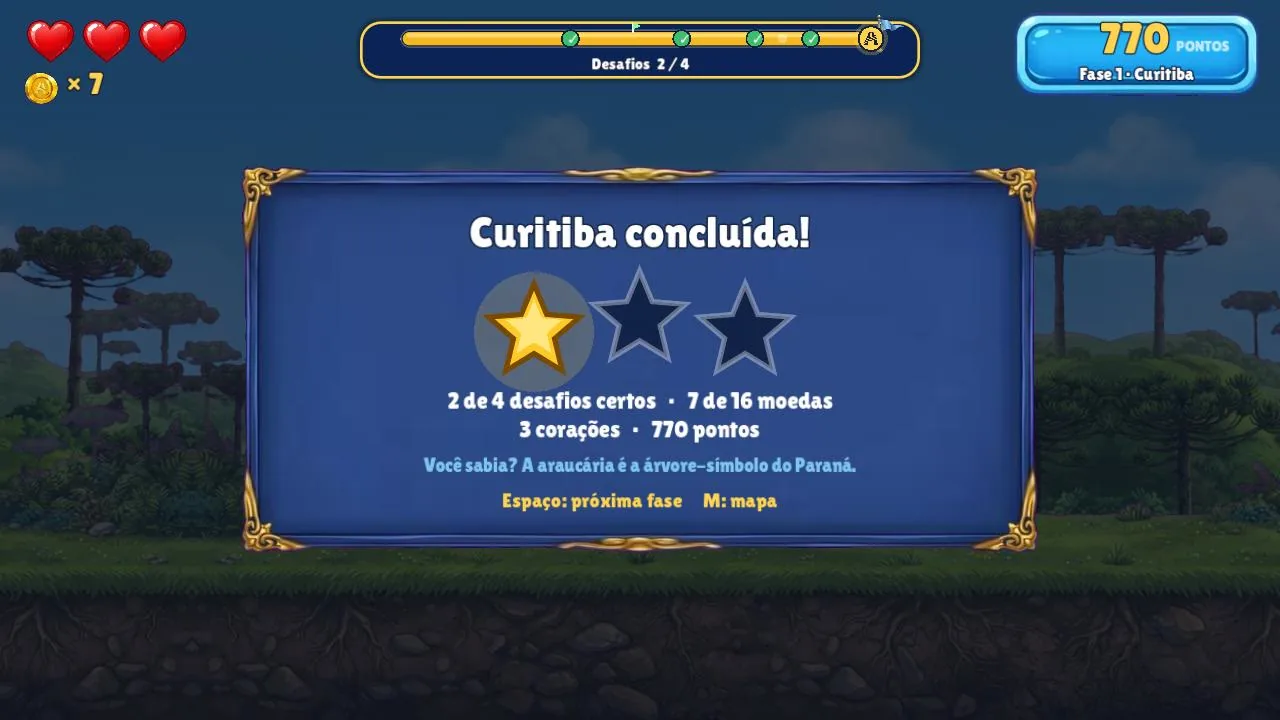 × 7
Desafios 2 / 4
770 PONTOS
Fase 1 · Curitiba
Curitiba concluída!
2 de 4 desafios certos · 7 de 16 moedas
3 corações · 770 pontos
Você sabia? A araucária é a árvore-símbolo do Paraná.
Espaço: próxima fase M: mapa